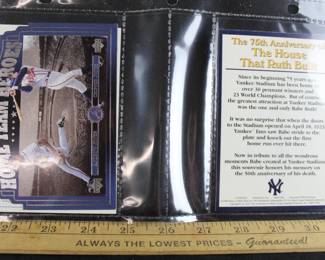 HOME TEAM HEROES
The 75th Anniversary of
The House
That Ruth Built
Since its beginning 75 years ago
Yankee Stadium has been home to
over 30 pennant winners and
23 World Champions. But of course
the greatest attraction at Yankee Stadium
was the one and only Babe Ruth!
It was no surprise that when the doors
to the Stadium opened on April 18, 1923
Yankee fans saw Babe stride to the
plate and knock out the first
home run ever hit there.
Now in tribute to all the wondrous
moments Babe created at Yankee Stadium
this souvenir honors his memory on
the 50th anniversary of his death.
22 23 24 25 26 27 28 29 30 31
ALWAYS THE LOWEST PRICES - Guaranteed!